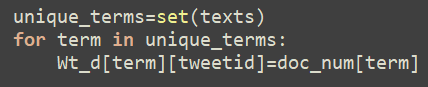 unique_terms=set(texts)
for term in unique_terms:
    Wt_d[term][tweetid]=doc_num[term]